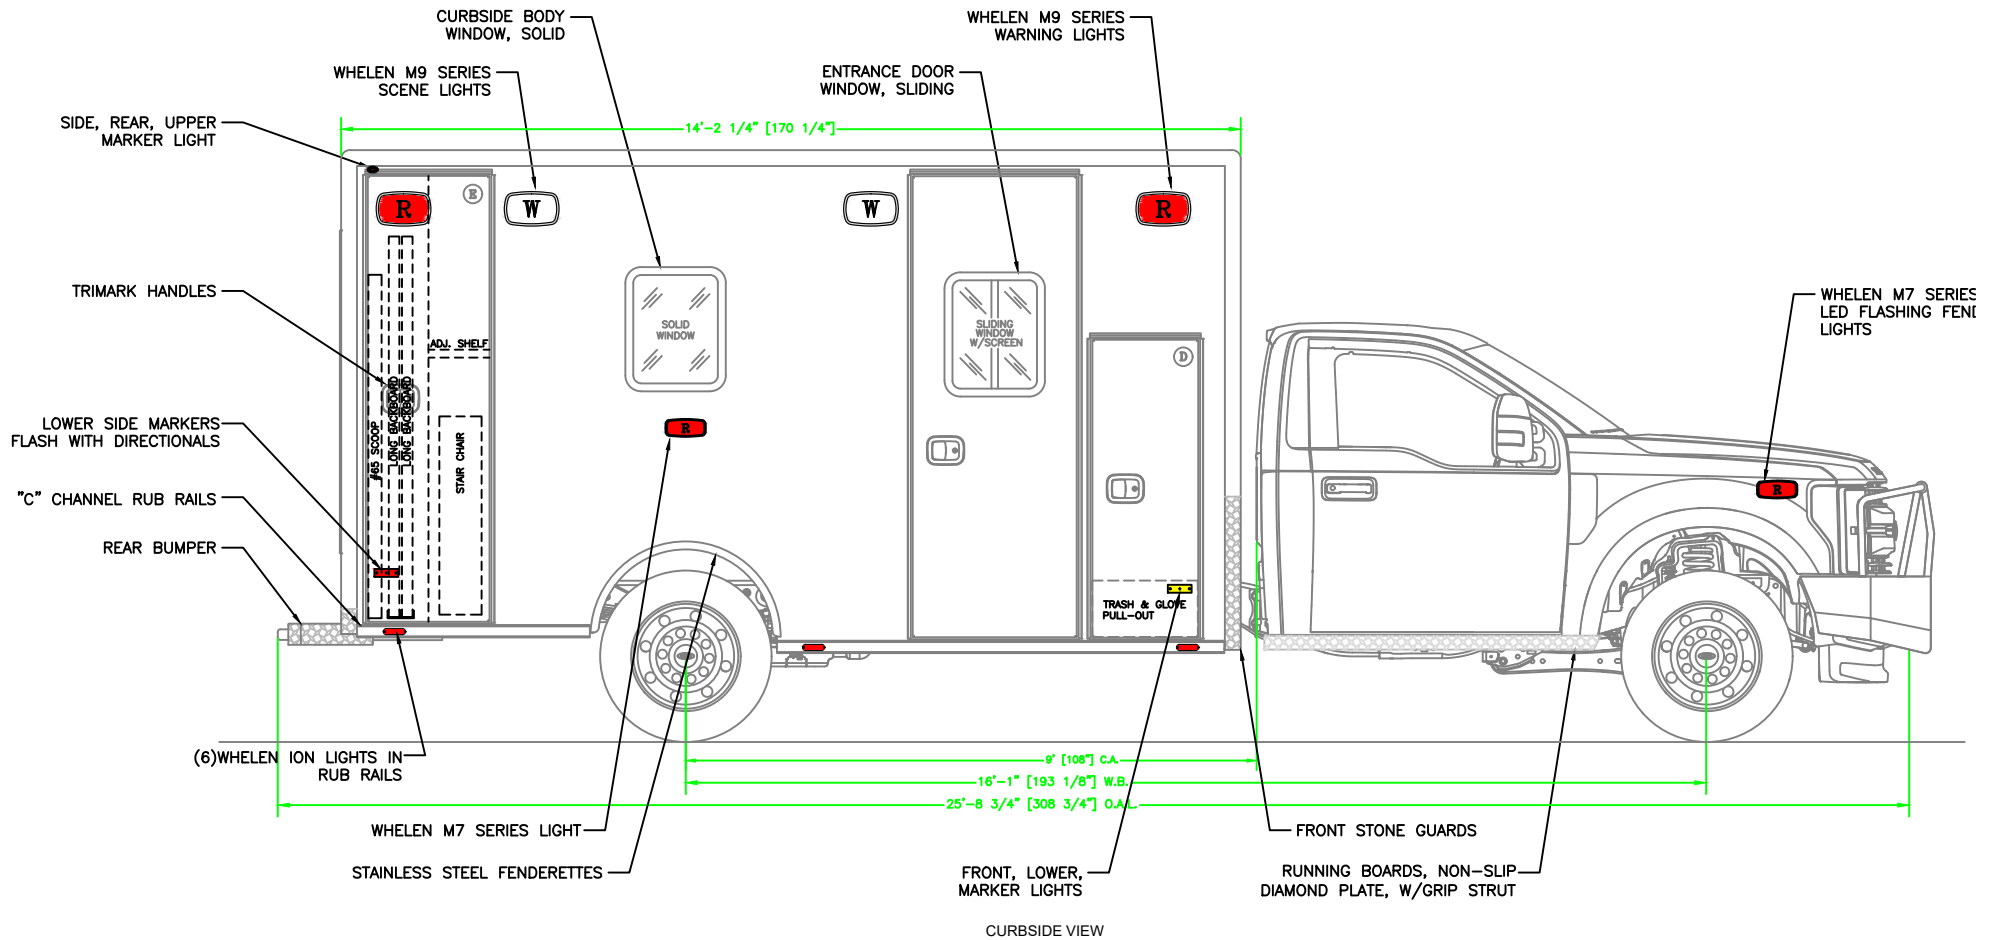 CURBSIDE BODY
WINDOW, SOLID
WHELEN M9 SERIES
WARNING LIGHTS
WHELEN M9 SERIES
SCENE LIGHTS
ENTRANCE DOOR
WINDOW, SLIDING
SIDE, REAR, UPPER
MARKER LIGHT
14'-2 1/4" [170 1/4"]
E
R
W
W
R
TRIMARK HANDLES
WHELEN M7 SERIES
LED FLASHING FEND
LIGHTS
SOLID
WINDOW
SLIDING
WINDOW
W/SCREEN
ADJ. SHELF
D
#65 SCOOP
LONG BACKBOARD
LONG BACKBOARD
STAIR CHAIR
LOWER SIDE MARKERS
FLASH WITH DIRECTIONALS
R
R
"C" CHANNEL RUB RAILS
REAR BUMPER
TRASH & GLOVE
PULL-OUT
(6)WHELEN ION LIGHTS IN
RUB RAILS
9' [108"] C.A.
16'-1" [193 1/8"] W.B.
25'-8 3/4" [308 3/4"] O.A.L.
WHELEN M7 SERIES LIGHT
FRONT STONE GUARDS
STAINLESS STEEL FENDERETTES
FRONT, LOWER,
MARKER LIGHTS
RUNNING BOARDS, NON-SLIP
DIAMOND PLATE, W/GRIP STRUT
CURBSIDE VIEW